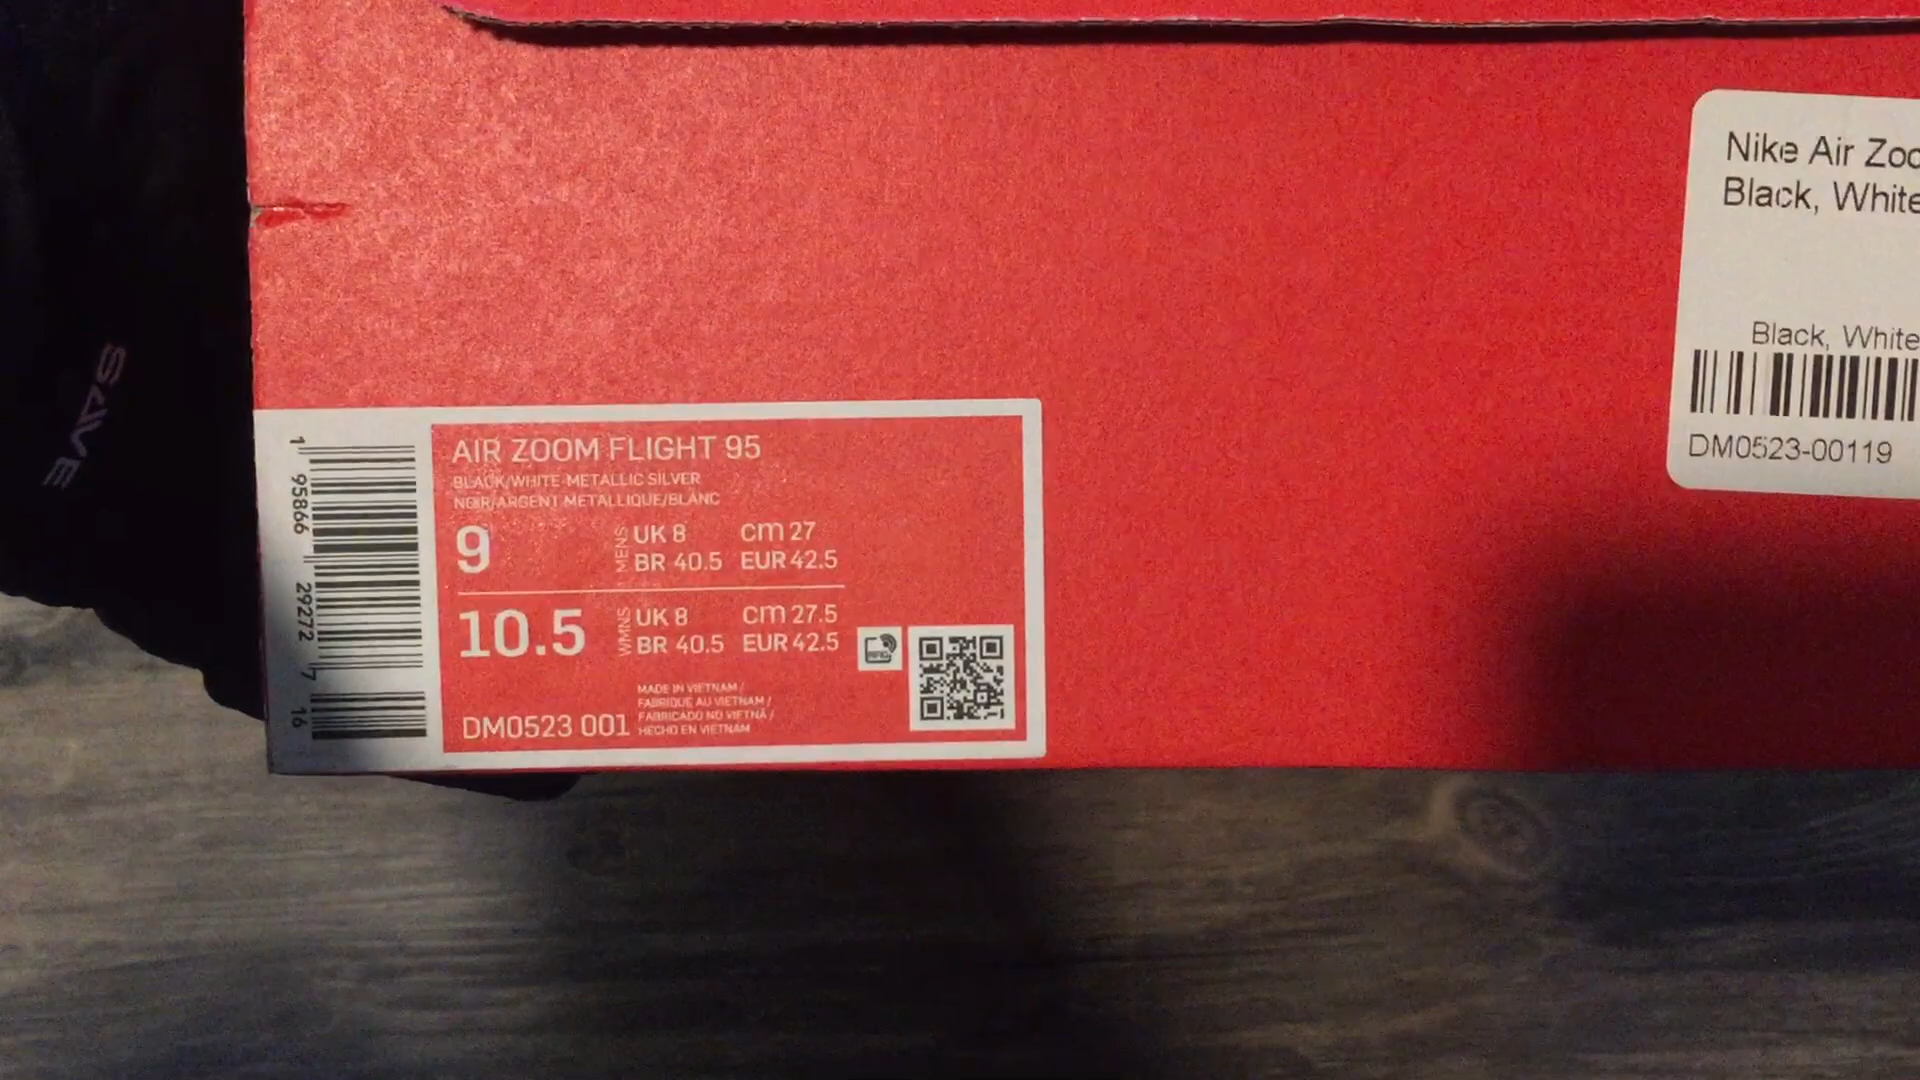 Nike Air Zoo
Black, White
Black, White
DM0523-00119
SAVE
AIR ZOOM FLIGHT 95
BLACK/WHITE-METALLIC SILVER
NOIR/ARGENT METALLIQUE/BLANC
9
MENS
UK 8
cm 27
BR 40.5
EUR 42.5
10.5
WMNS
UK 8
cm 27.5
BR 40.5
EUR 42.5
MADE IN VIETNAM /
FABRIQUE AU VIETNAM /
FABRICADO NO VIETNÃ /
HECHO EN VIETNAM
DM0523 001
1 95866 29272 7 16